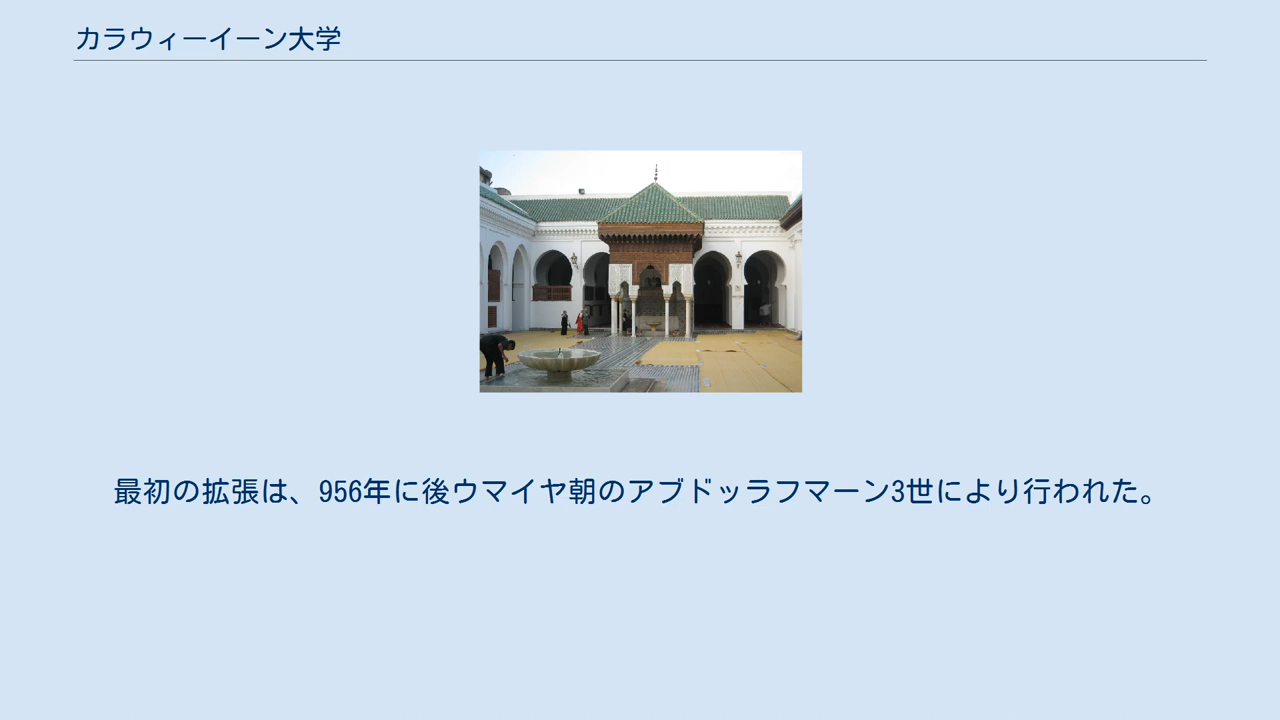 カラウィーイーン大学
最初の拡張は、956年に後ウマイヤ朝のアブドッラフマーン3世により行われた。